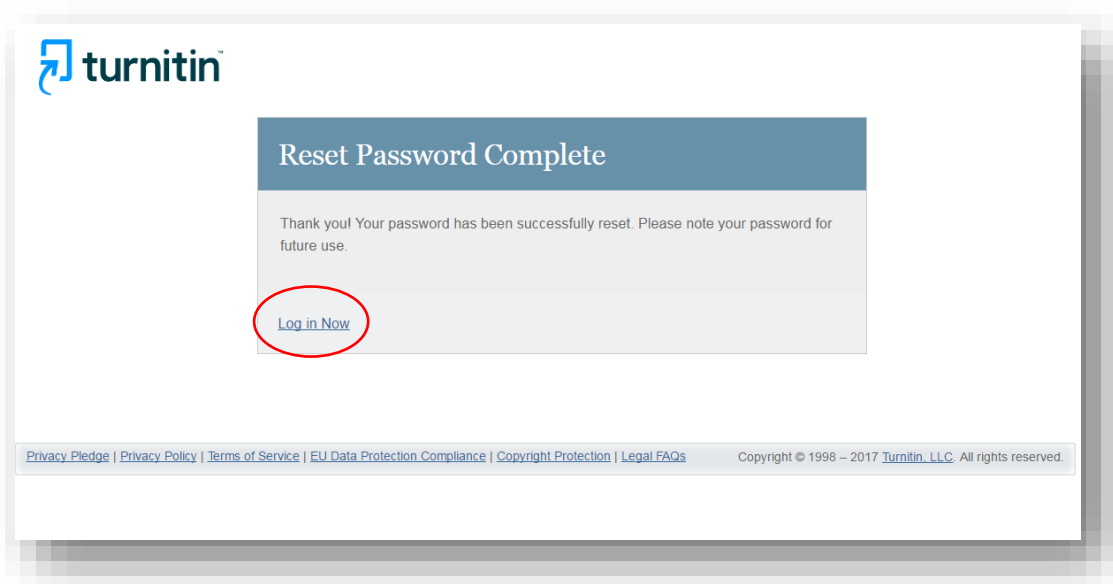 turnitin™
Reset Password Complete
Thank you! Your password has been successfully reset. Please note your password for
future use.
Log in Now
Privacy Pledge | Privacy Policy | Terms of Service | EU Data Protection Compliance | Copyright Protection | Legal FAQs Copyright © 1998 – 2017 Turnitin, LLC. All rights reserved.